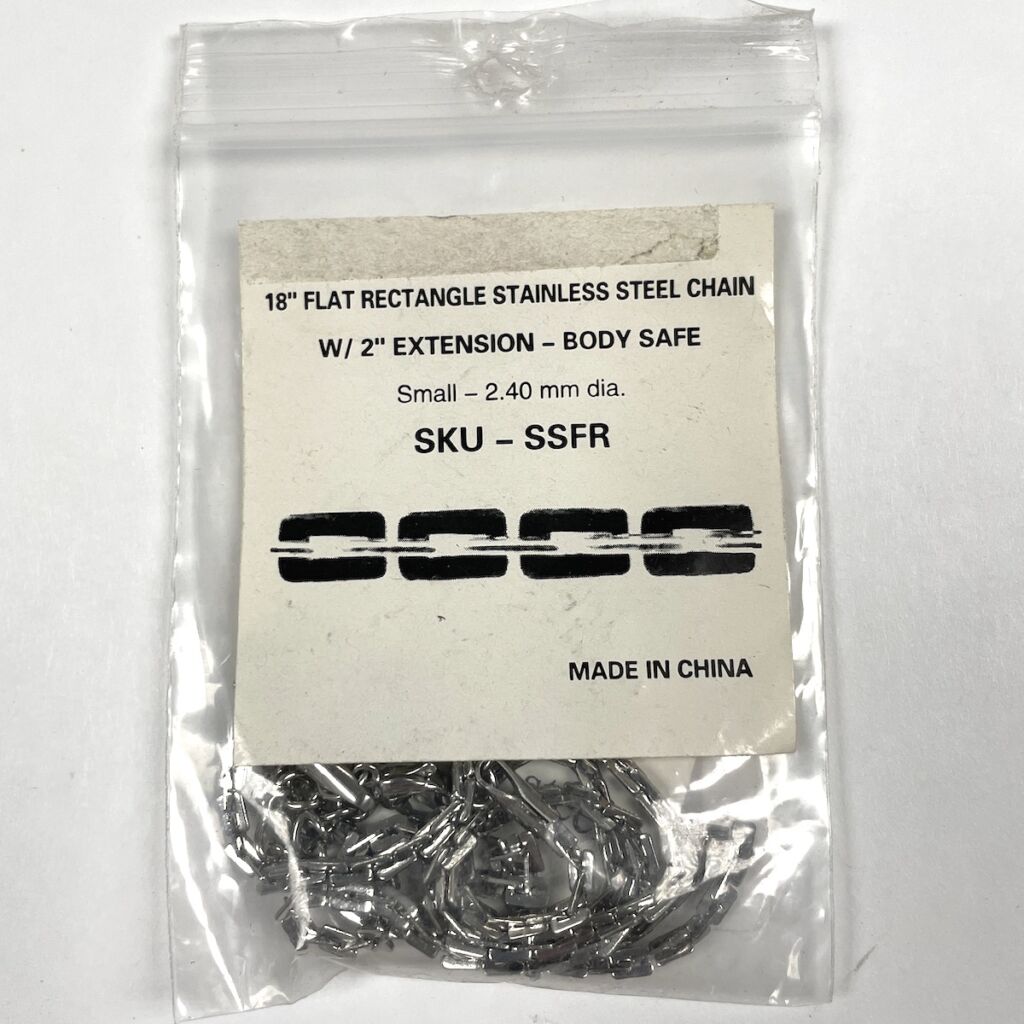 18" FLAT RECTANGLE STAINLESS STEEL CHAIN
W/ 2" EXTENSION – BODY SAFE
Small – 2.40 mm dia.
SKU – SSFR
MADE IN CHINA